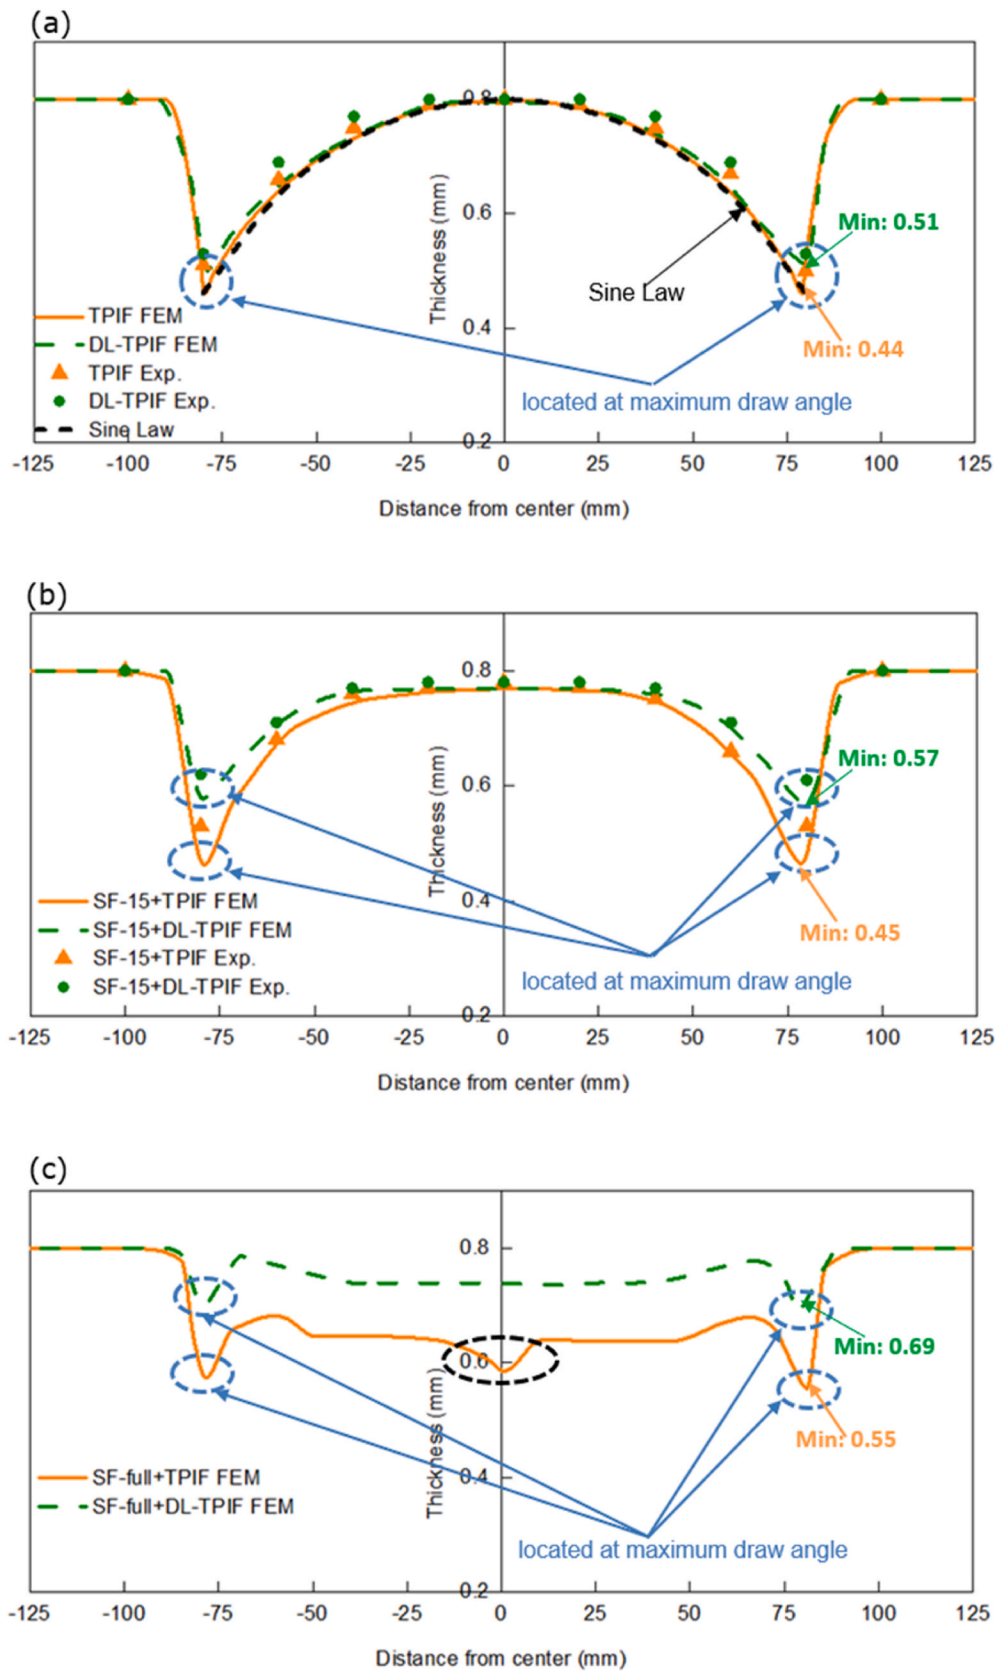 (a)
0.8
0.6
0.4
0.2
Thickness (mm)
Min: 0.51
Sine Law
Min: 0.44
located at maximum draw angle
TPIF FEM
DL-TPIF FEM
TPIF Exp.
DL-TPIF Exp.
Sine Law
-125 -100 -75 -50 -25 0 25 50 75 100 125
Distance from center (mm)
(b)
0.8
0.6
0.4
0.2
Thickness (mm)
Min: 0.57
Min: 0.45
located at maximum draw angle
SF-15+TPIF FEM
SF-15+DL-TPIF FEM
SF-15+TPIF Exp.
SF-15+DL-TPIF Exp.
-125 -100 -75 -50 -25 0 25 50 75 100 125
Distance from center (mm)
(c)
0.8
0.6
0.4
0.2
Thickness (mm)
Min: 0.69
Min: 0.55
located at maximum draw angle
SF-full+TPIF FEM
SF-full+DL-TPIF FEM
-125 -100 -75 -50 -25 0 25 50 75 100 125
Distance from center (mm)